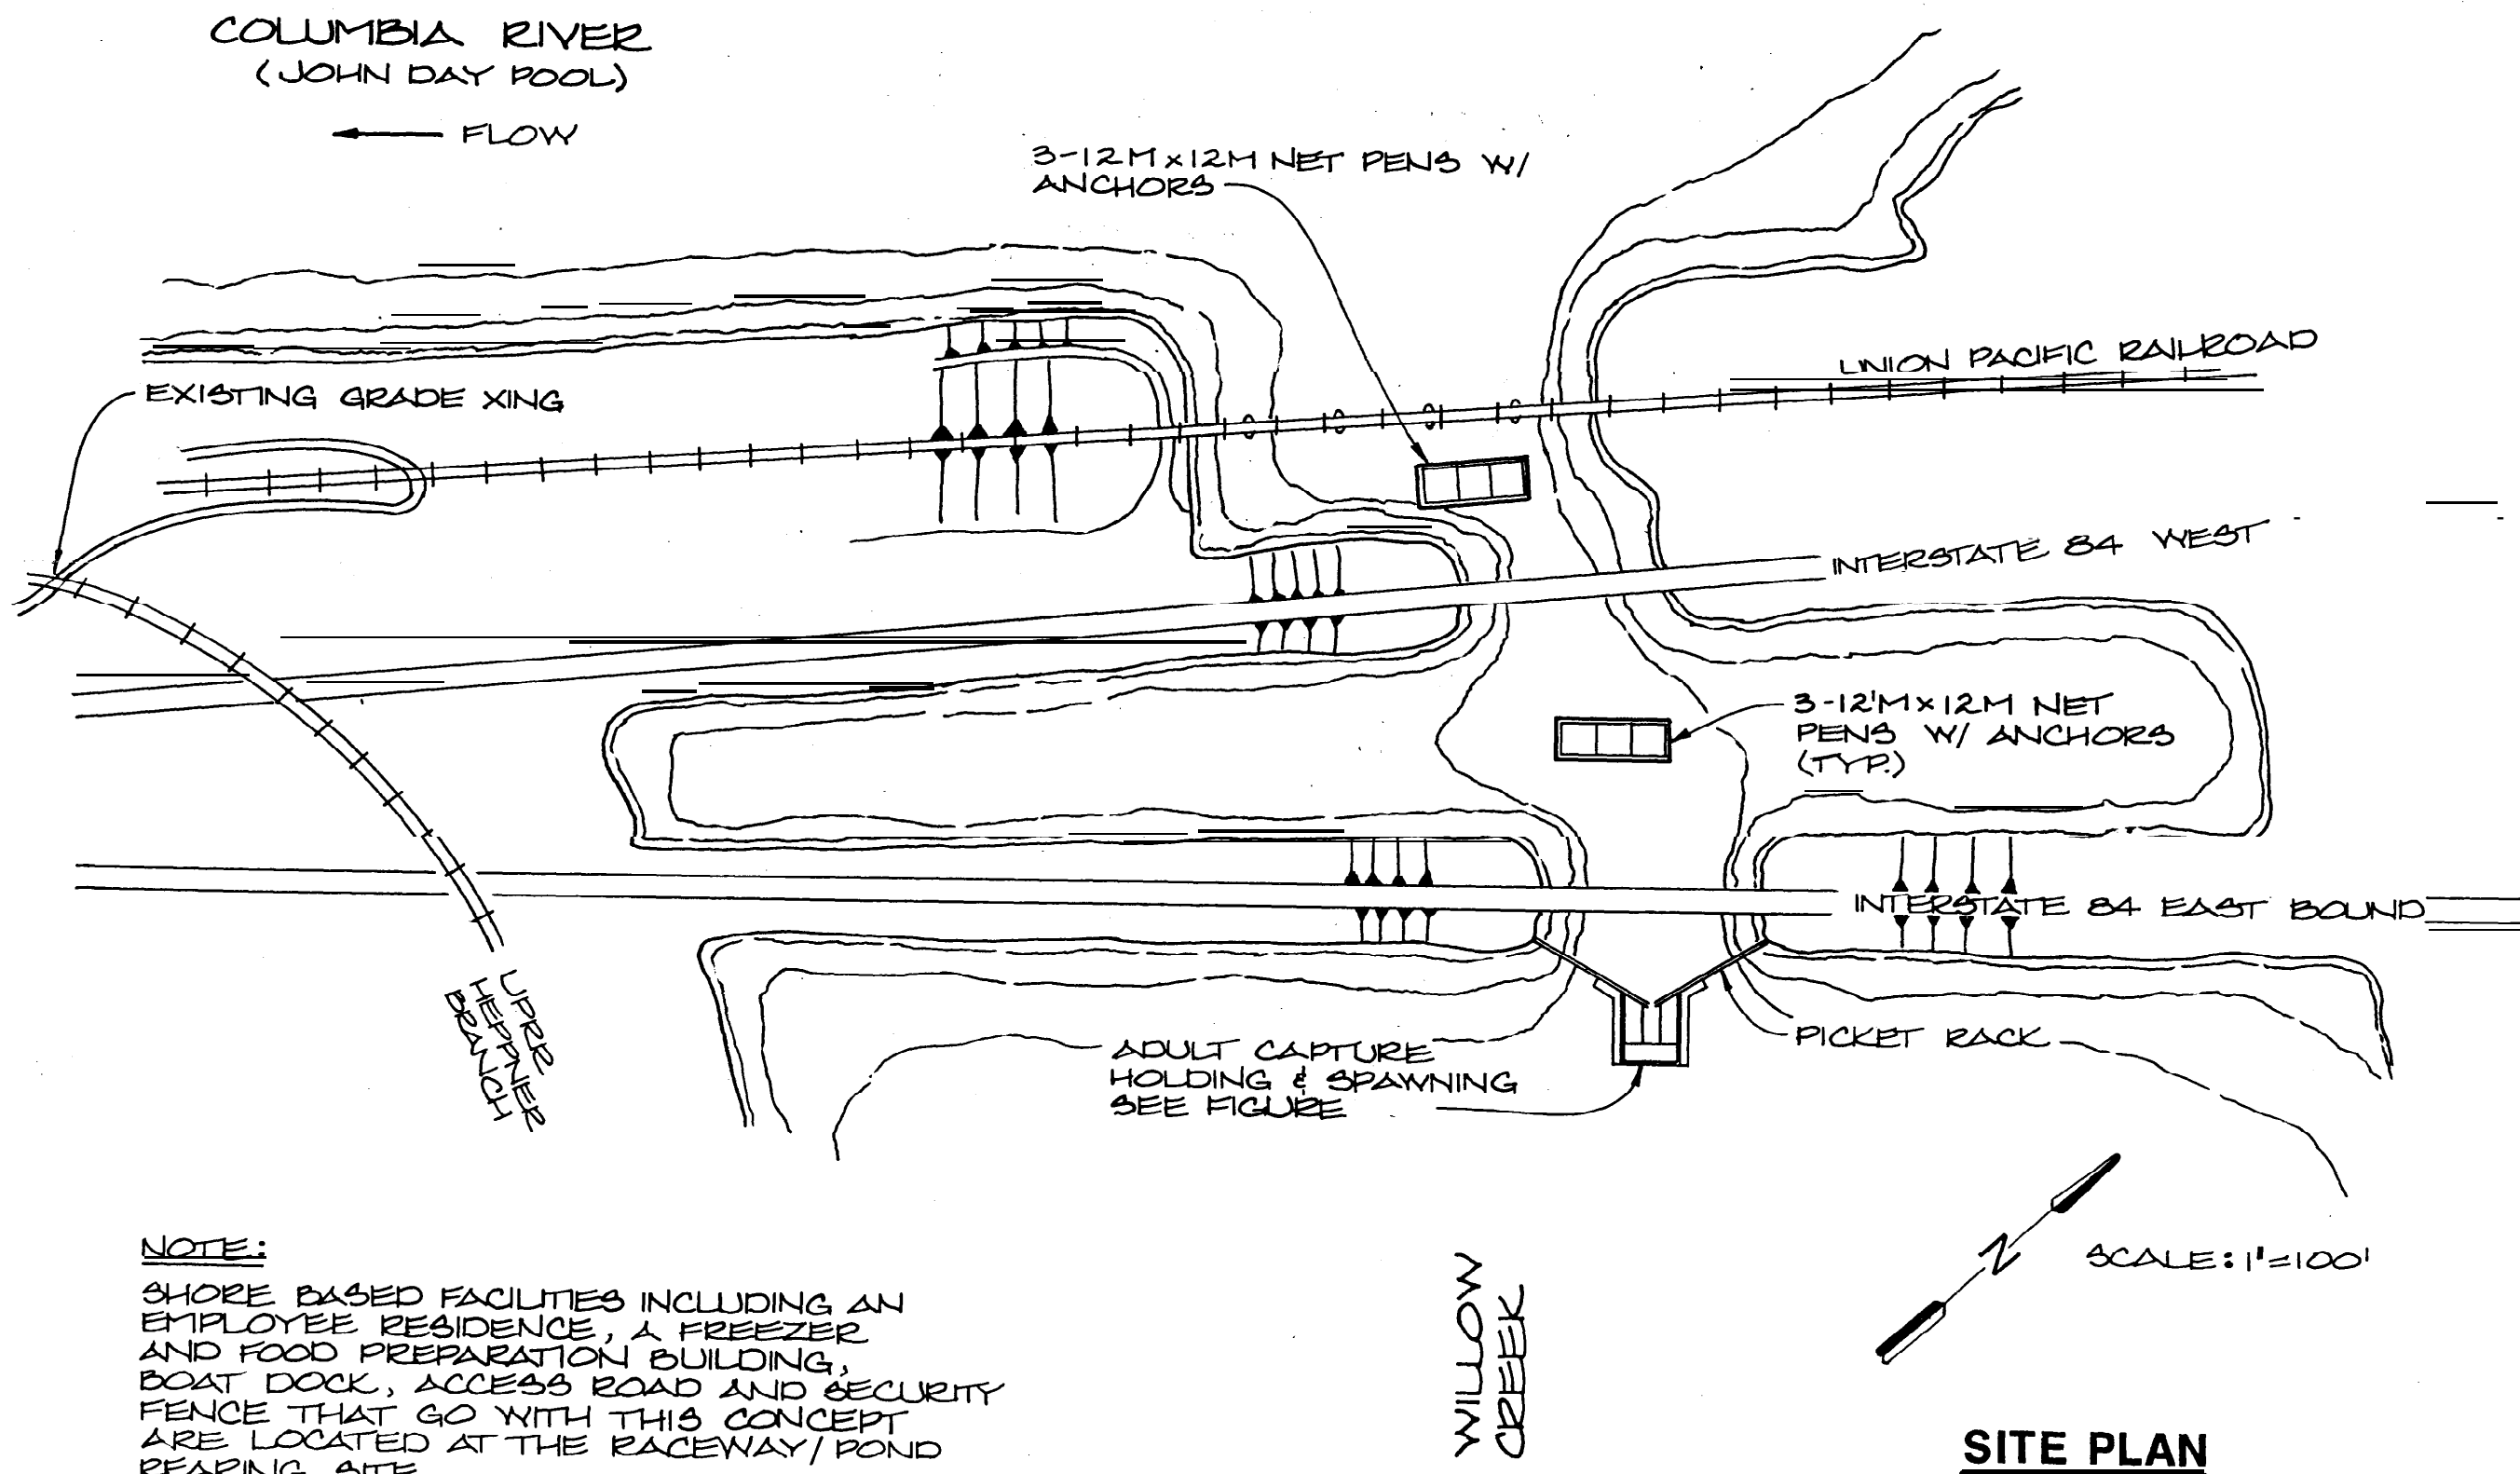 COLUMBIA RIVER
(JOHN DAY POOL)
FLOW
3-12M x 12M NET PENS W/
ANCHORS
UNION PACIFIC RAILROAD
EXISTING GRADE XING
INTERSTATE 84 WEST
3-12'M x 12M NET
PENS W/ ANCHORS
(TYP.)
INTERSTATE 84 EAST BOUND
UPRR
HEPPNER
BRANCH
ADULT CAPTURE
HOLDING & SPAWNING
SEE FIGURE
PICKET RACK
N
SCALE: 1"=100'
NOTE:
SHORE BASED FACILITIES INCLUDING AN
EMPLOYEE RESIDENCE, A FREEZER
AND FOOD PREPARATION BUILDING,
BOAT DOCK, ACCESS ROAD AND SECURITY
FENCE THAT GO WITH THIS CONCEPT
ARE LOCATED AT THE RACEWAY/POND
REARING SITE
WILLOW
CREEK
SITE PLAN